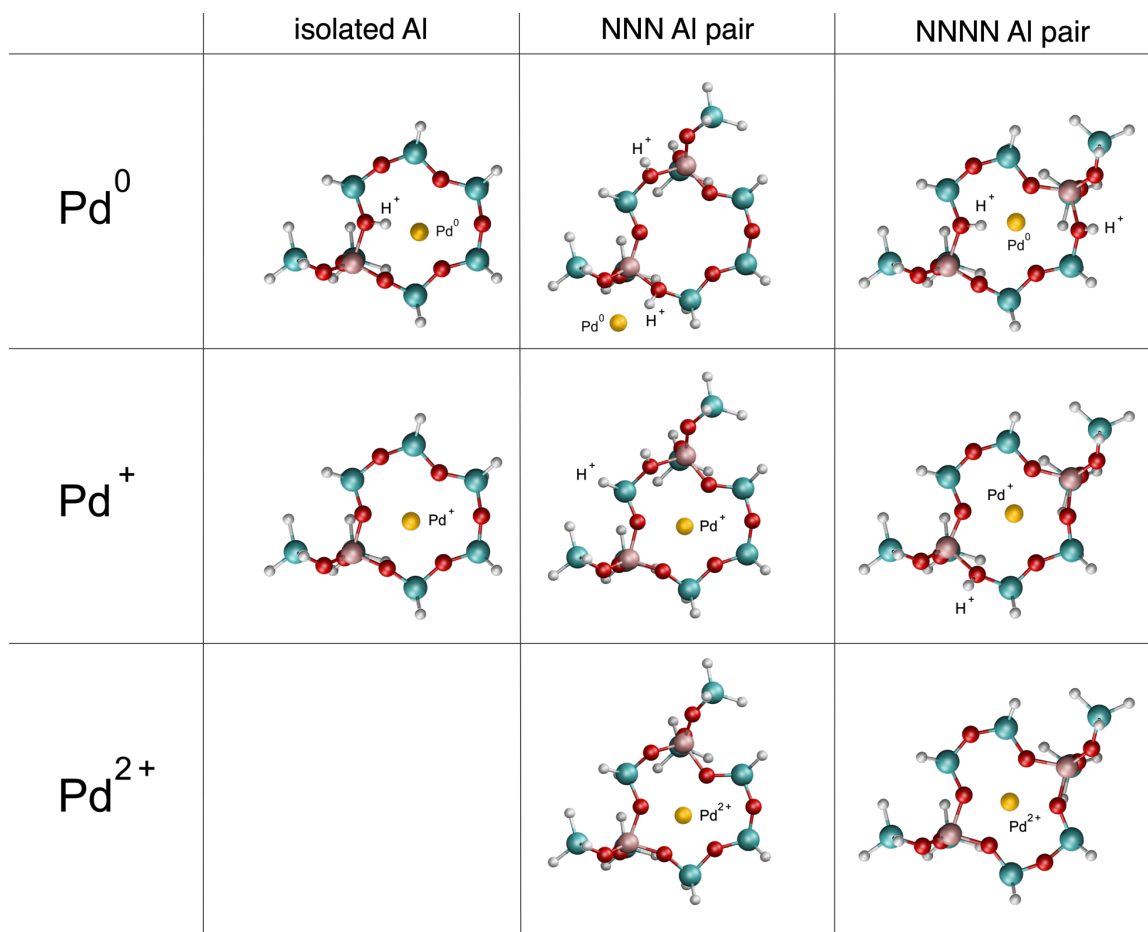 isolated Al
NNN Al pair
NNNN Al pair
Pd⁰
H⁺
Pd⁰
H⁺
H⁺
Pd⁰
H⁺
H⁺
Pd⁰
Pd⁺
Pd⁺
H⁺
Pd⁺
Pd⁺
H⁺
Pd²⁺
Pd²⁺
Pd²⁺